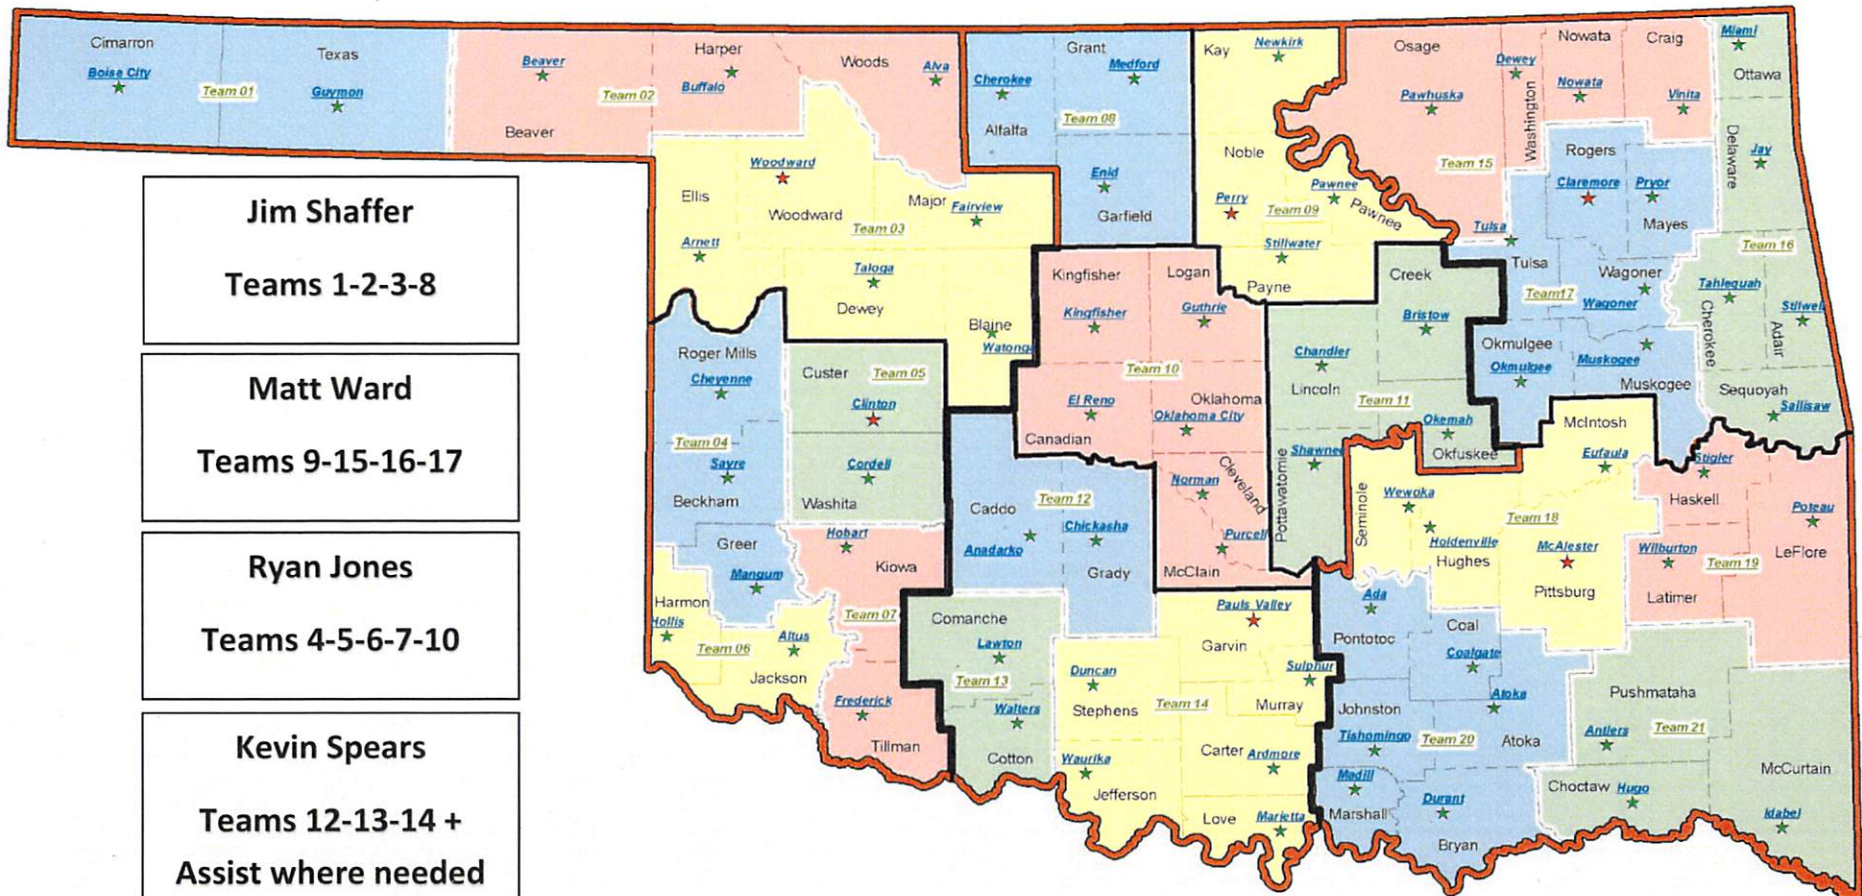 Cimarron
Boise City
Team 01
Texas
Guymon
Beaver
Beaver
Harper
Buffalo
Team 02
Woods
Alva
Cherokee
Alfalfa
Grant
Medford
Team 08
Enid
Garfield
Kay
Newkirk
Noble
Perry
Team 09
Pawnee
Pawnee
Stillwater
Payne
Osage
Pawhuska
Team 15
Dewey
Washington
Nowata
Nowata
Craig
Vinita
Miami
Ottawa
Delaware
Jay
Team 16
Rogers
Claremore
Pryor
Mayes
Tulsa
Tulsa
Team17
Wagoner
Wagoner
Tahlequah
Cherokee
Stilwell
Adair
Sequoyah
Sallisaw
Okmulgee
Okmulgee
Muskogee
Muskogee
Ellis
Arnett
Woodward
Woodward
Major
Fairview
Team 03
Taloga
Dewey
Blaine
Watonga
Kingfisher
Kingfisher
Logan
Guthrie
Team 10
El Reno
Canadian
Oklahoma
Oklahoma City
Norman
Cleveland
Purcell
McClain
Creek
Bristow
Chandler
Lincoln
Team 11
Okemah
Okfuskee
Shawnee
Pottawatomie
Roger Mills
Cheyenne
Team 04
Sayre
Beckham
Greer
Mangum
Custer
Team 05
Clinton
Cordell
Washita
Hobart
Kiowa
Team 07
Frederick
Tillman
Harmon
Hollis
Team 06
Altus
Jackson
Caddo
Team 12
Anadarko
Chickasha
Grady
Comanche
Lawton
Team 13
Walters
Cotton
Pauls Valley
Garvin
Sulphur
Duncan
Stephens
Team 14
Murray
Carter
Ardmore
Waurika
Jefferson
Love
Marietta
McIntosh
Eufaula
Seminole
Wewoka
Holdenville
Hughes
Team 18
McAlester
Pittsburg
Stigler
Haskell
Poteau
LeFlore
Wilburton
Team 19
Latimer
Ada
Pontotoc
Coal
Coalgate
Atoka
Atoka
Johnston
Tishomingo
Team 20
Madill
Marshall
Durant
Bryan
Pushmataha
Antlers
Team 21
Choctaw
Hugo
McCurtain
Idabel
Jim Shaffer
Teams 1-2-3-8
Matt Ward
Teams 9-15-16-17
Ryan Jones
Teams 4-5-6-7-10
Kevin Spears
Teams 12-13-14 +
Assist where needed